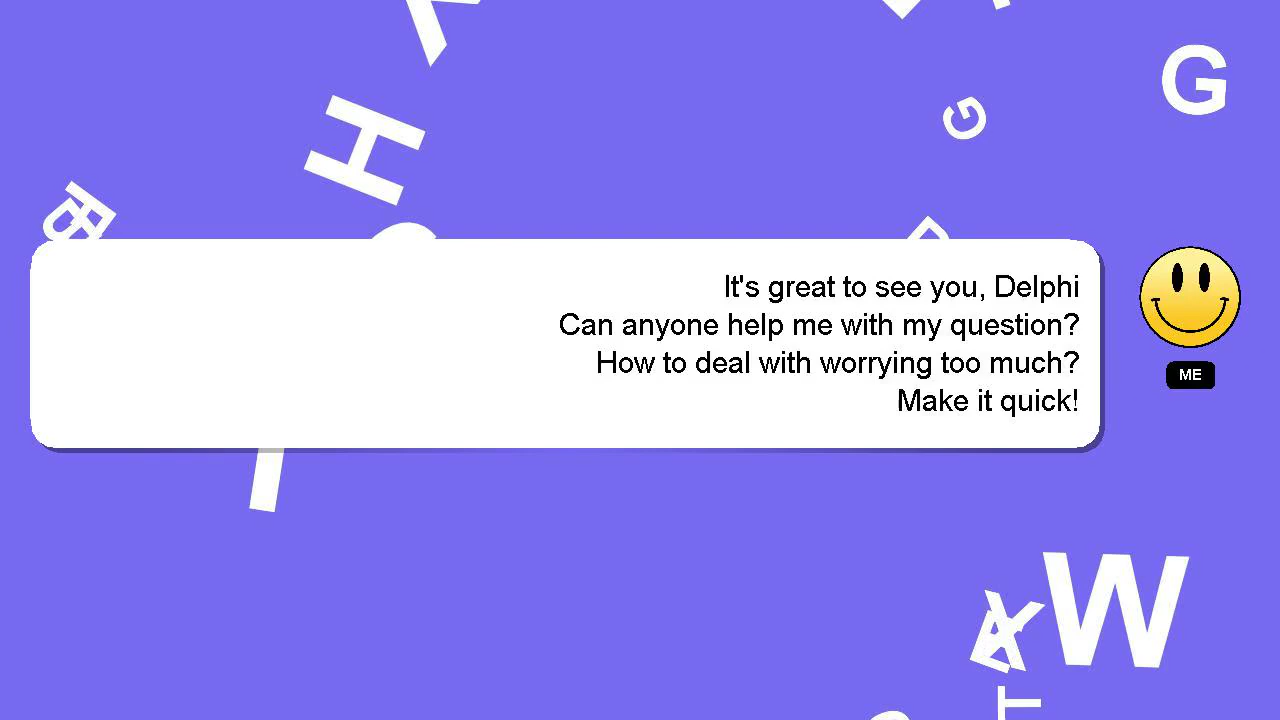 It's great to see you, Delphi
Can anyone help me with my question?
How to deal with worrying too much?
Make it quick!
ME
H
G
G
W
T